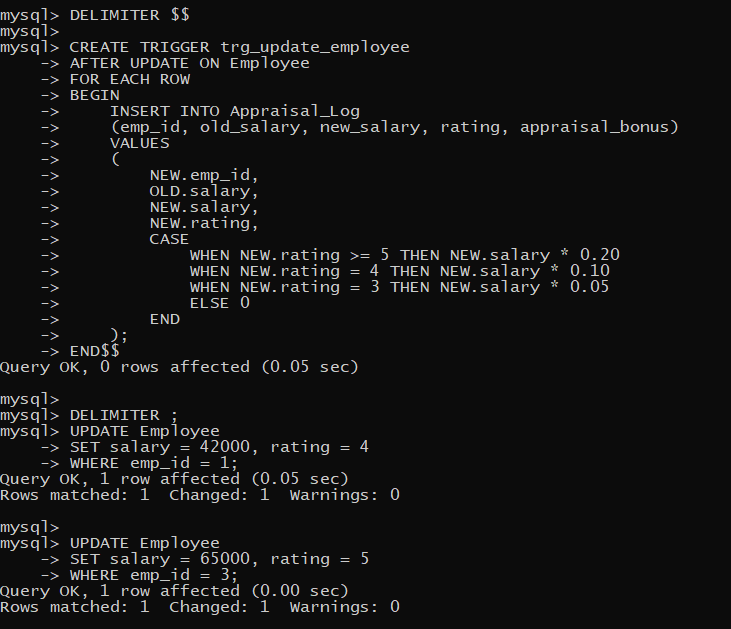 mysql> DELIMITER $$
mysql>
mysql> CREATE TRIGGER trg_update_employee
    -> AFTER UPDATE ON Employee
    -> FOR EACH ROW
    -> BEGIN
    ->     INSERT INTO Appraisal_Log
    ->     (emp_id, old_salary, new_salary, rating, appraisal_bonus)
    ->     VALUES
    ->     (
    ->         NEW.emp_id,
    ->         OLD.salary,
    ->         NEW.salary,
    ->         NEW.rating,
    ->         CASE
    ->             WHEN NEW.rating >= 5 THEN NEW.salary * 0.20
    ->             WHEN NEW.rating = 4 THEN NEW.salary * 0.10
    ->             WHEN NEW.rating = 3 THEN NEW.salary * 0.05
    ->             ELSE 0
    ->         END
    ->     );
    -> END$$
Query OK, 0 rows affected (0.05 sec)

mysql>
mysql> DELIMITER ;
mysql> UPDATE Employee
    -> SET salary = 42000, rating = 4
    -> WHERE emp_id = 1;
Query OK, 1 row affected (0.05 sec)
Rows matched: 1  Changed: 1  Warnings: 0

mysql>
mysql> UPDATE Employee
    -> SET salary = 65000, rating = 5
    -> WHERE emp_id = 3;
Query OK, 1 row affected (0.00 sec)
Rows matched: 1  Changed: 1  Warnings: 0